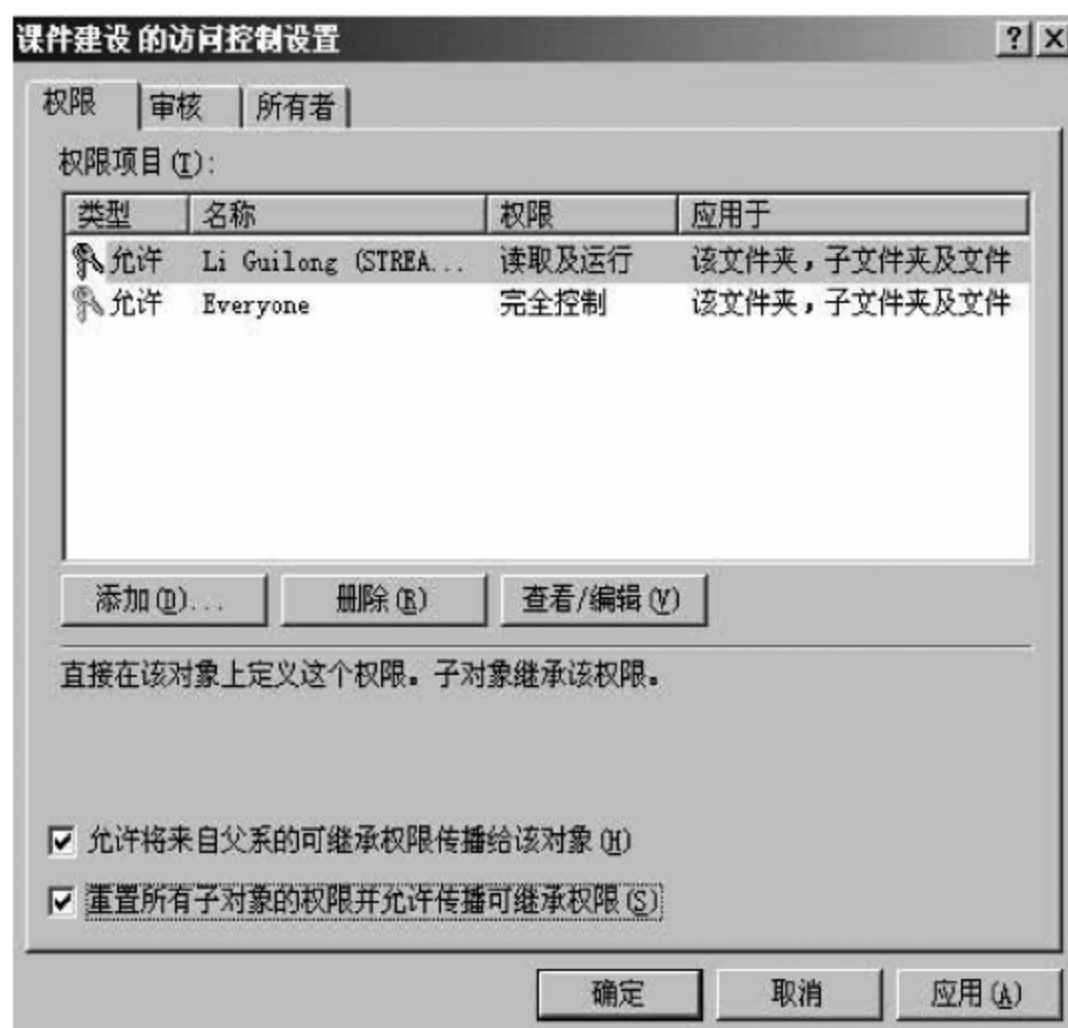 课件建设 的访问控制设置
权限 审核 所有者
权限项目(T):
类型 名称 权限 应用于
允许 Li Guilong (STREA... 读取及运行 该文件夹，子文件夹及文件
允许 Everyone 完全控制 该文件夹，子文件夹及文件
添加(D)... 删除(R) 查看/编辑(V)
直接在该对象上定义这个权限。子对象继承该权限。
允许将来自父系的可继承权限传播给该对象(H)
重置所有子对象的权限并允许传播可继承权限(S)
确定 取消 应用(A)